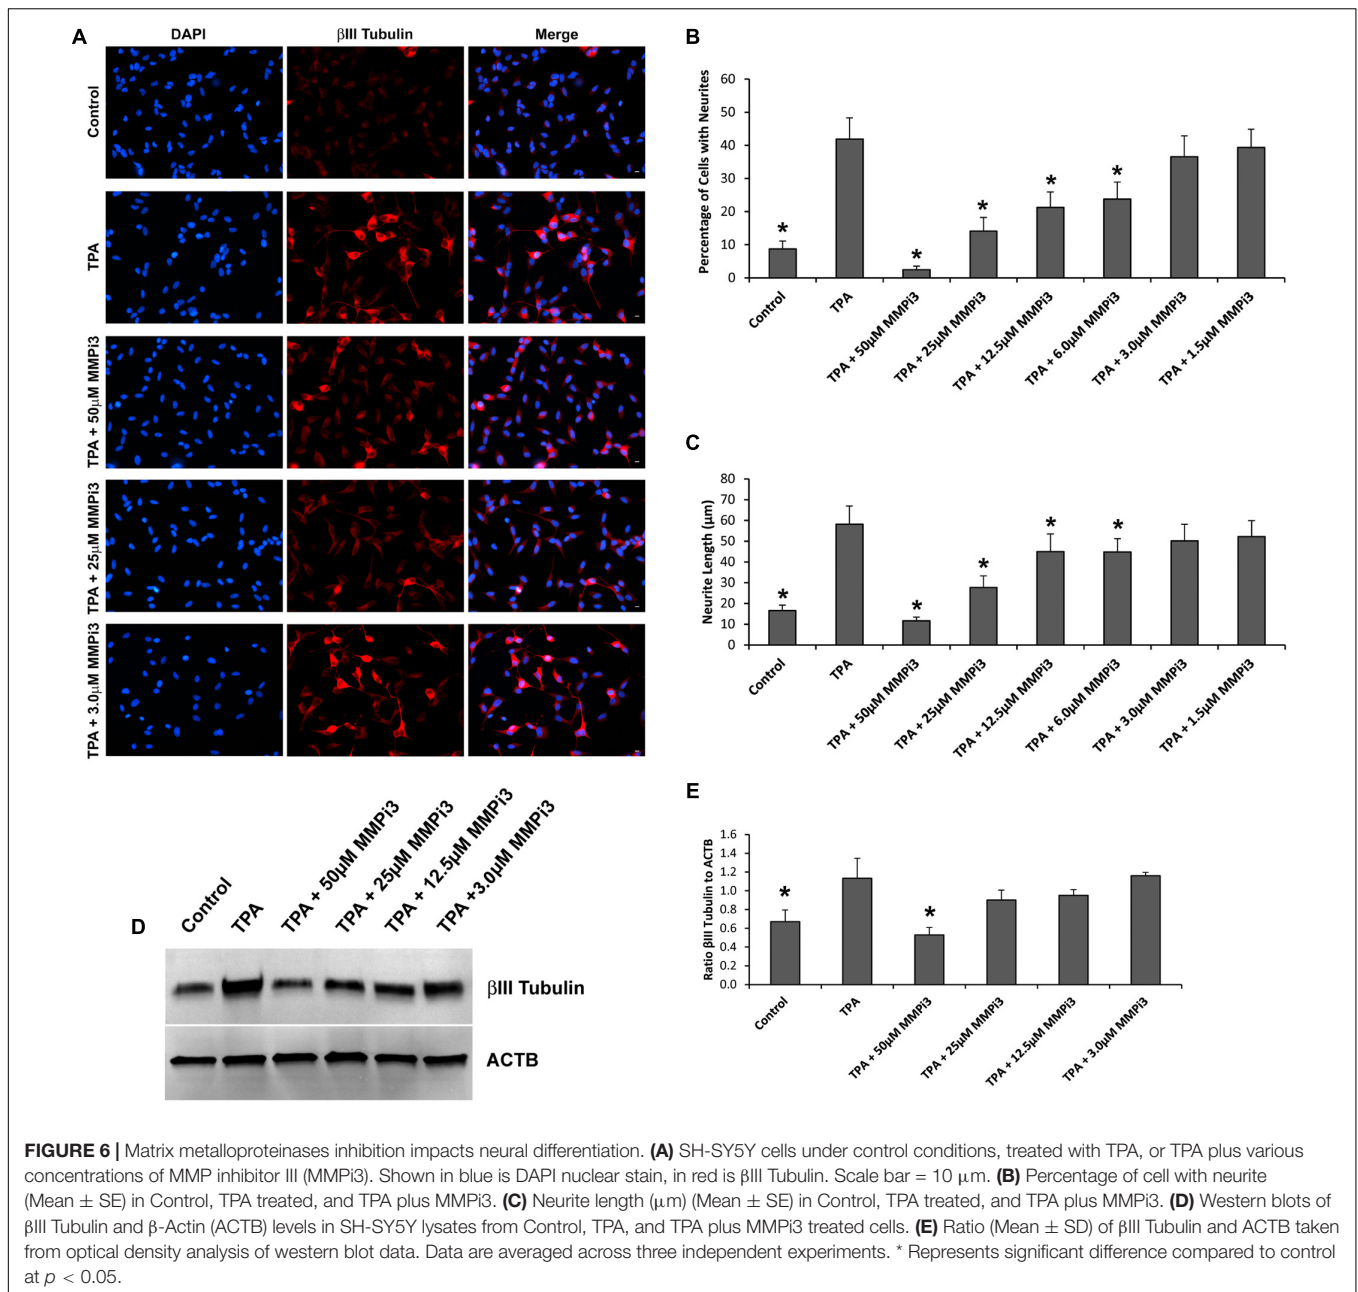 A
DAPI
βIII Tubulin
Merge
Control
TPA
TPA + 50µM MMPi3
TPA + 25µM MMPi3
TPA + 3.0µM MMPi3
B
Percentage of Cells with Neurites
60
50
40
30
20
10
0
*
*
*
*
*
Control
TPA
TPA + 50µM MMPi3
TPA + 25µM MMPi3
TPA + 12.5µM MMPi3
TPA + 6.0µM MMPi3
TPA + 3.0µM MMPi3
TPA + 1.5µM MMPi3
C
Neurite Length (µm)
80
70
60
50
40
30
20
10
0
*
*
*
*
*
Control
TPA
TPA + 50µM MMPi3
TPA + 25µM MMPi3
TPA + 12.5µM MMPi3
TPA + 6.0µM MMPi3
TPA + 3.0µM MMPi3
TPA + 1.5µM MMPi3
D
Control
TPA
TPA + 50µM MMPi3
TPA + 25µM MMPi3
TPA + 12.5µM MMPi3
TPA +3.0µM MMPi3
βIII Tubulin
ACTB
E
Ratio βIII Tubulin to ACTB
1.6
1.4
1.2
1.0
0.8
0.6
0.4
0.2
0.0
*
*
Control
TPA
TPA + 50µM MMPi3
TPA + 25µM MMPi3
TPA + 12.5µM MMPi3
TPA + 3.0µM MMPi3
FIGURE 6 | Matrix metalloproteinases inhibition impacts neural differentiation. (A) SH-SY5Y cells under control conditions, treated with TPA, or TPA plus various
concentrations of MMP inhibitor III (MMPi3). Shown in blue is DAPI nuclear stain, in red is βIII Tubulin. Scale bar = 10 μm. (B) Percentage of cell with neurite
(Mean ± SE) in Control, TPA treated, and TPA plus MMPi3. (C) Neurite length (μm) (Mean ± SE) in Control, TPA treated, and TPA plus MMPi3. (D) Western blots of
βIII Tubulin and β-Actin (ACTB) levels in SH-SY5Y lysates from Control, TPA, and TPA plus MMPi3 treated cells. (E) Ratio (Mean ± SD) of βIII Tubulin and ACTB taken
from optical density analysis of western blot data. Data are averaged across three independent experiments. * Represents significant difference compared to control
at p < 0.05.